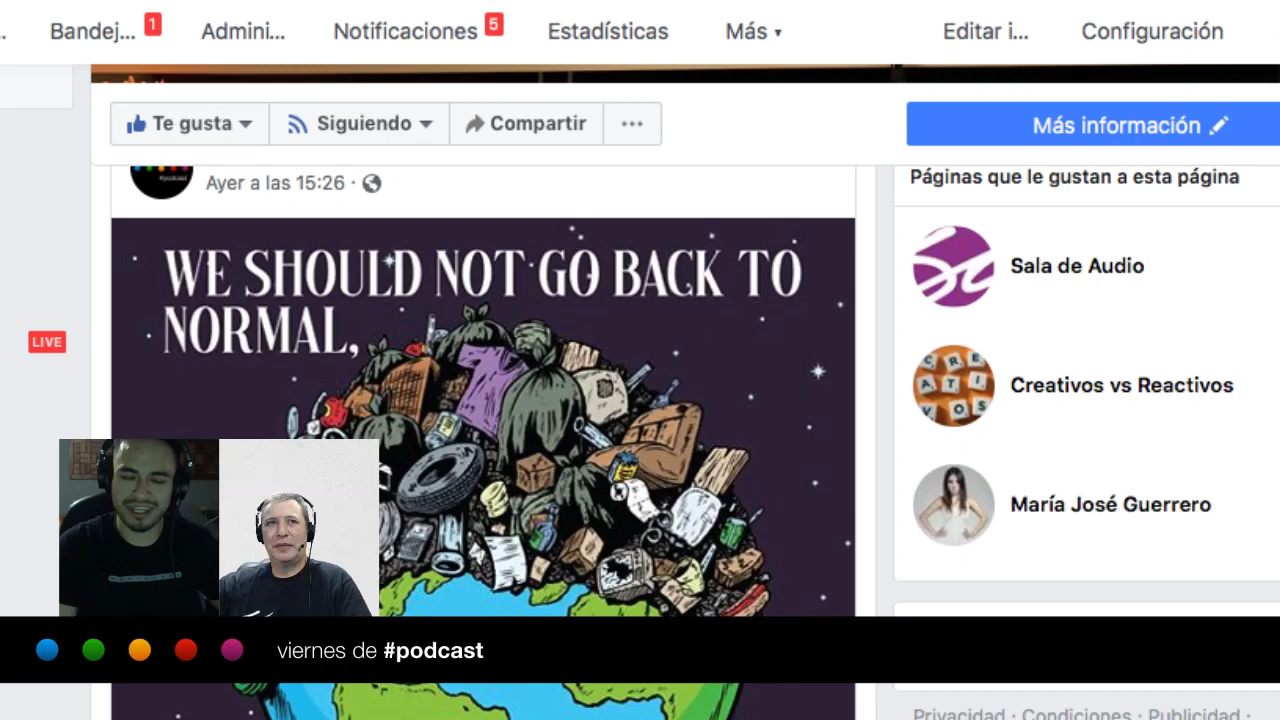 Bandej... 1 Admini... Notificaciones 5 Estadísticas Más Editar i... Configuración
Te gusta Siguiendo Compartir ... Más información
#podcast
Ayer a las 15:26 ·
Páginas que le gustan a esta página
WE SHOULD NOT GO BACK TO
NORMAL,
Sala de Audio
LIVE
C R E
A T I
V O S
Creativos vs Reactivos
María José Guerrero
viernes de #podcast
Privacidad · Condiciones · Publicidad ·